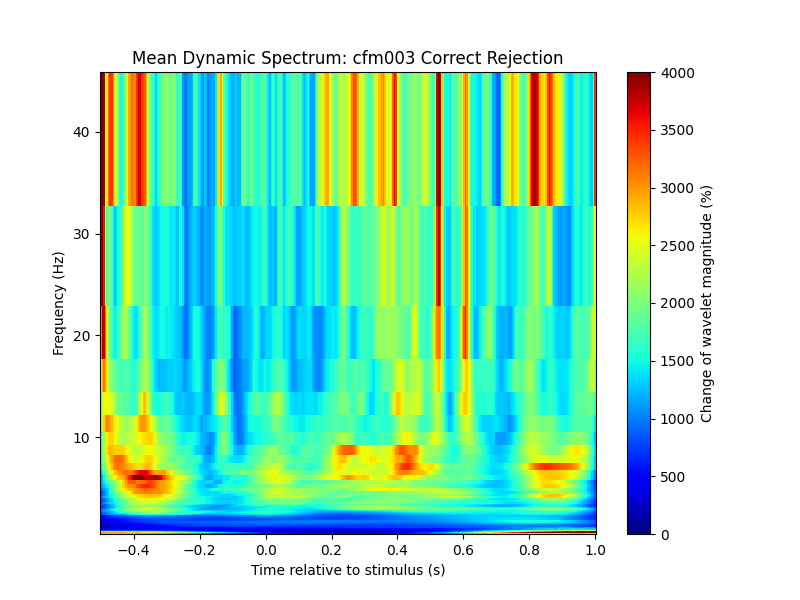 Mean Dynamic Spectrum: cfm003 Correct Rejection
Frequency (Hz)
40
30
20
10
−0.4 −0.2 0.0 0.2 0.4 0.6 0.8 1.0
Time relative to stimulus (s)
4000
3500
3000
2500
2000
1500
1000
500
0
Change of wavelet magnitude (%)